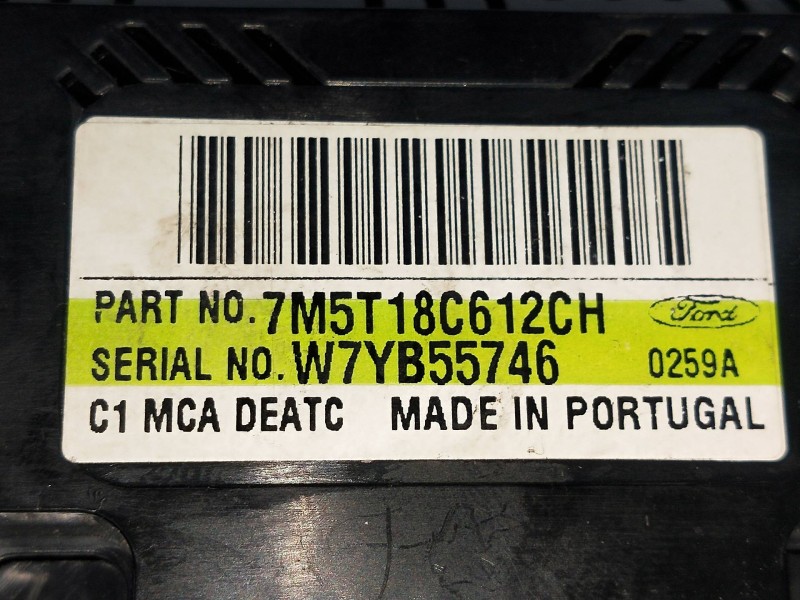 PART NO. 7M5T18C612CH Ford
SERIAL NO. W7YB55746 0259A
C1 MCA DEATC MADE IN PORTUGAL